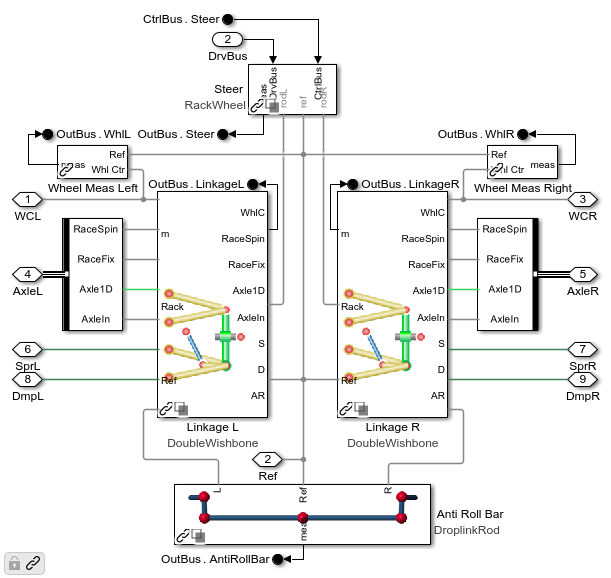 CtrlBus . Steer
2
DrvBus
Steer
RackWheel
meas
DrvBus
rodL
ref
CtrlBus
rodR
OutBus . WhlL
OutBus . Steer
OutBus . WhlR
meas
Ref
Whl Ctr
Wheel Meas Left
Ref
Whl Ctr
meas
Wheel Meas Right
OutBus . LinkageL
OutBus . LinkageR
1
WCL
3
WCR
RaceSpin
RaceFix
Axle1D
AxleIn
m
Rack
Ref
WhlC
RaceSpin
RaceFix
Axle1D
AxleIn
S
D
AR
m
Rack
Ref
WhlC
RaceSpin
RaceFix
Axle1D
AxleIn
S
D
AR
RaceSpin
RaceFix
Axle1D
AxleIn
4
AxleL
5
AxleR
6
SprL
7
SprR
8
DmpL
9
DmpR
Linkage L
DoubleWishbone
Linkage R
DoubleWishbone
2
Ref
L
Ref
R
meas
Anti Roll Bar
DroplinkRod
OutBus . AntiRollBar